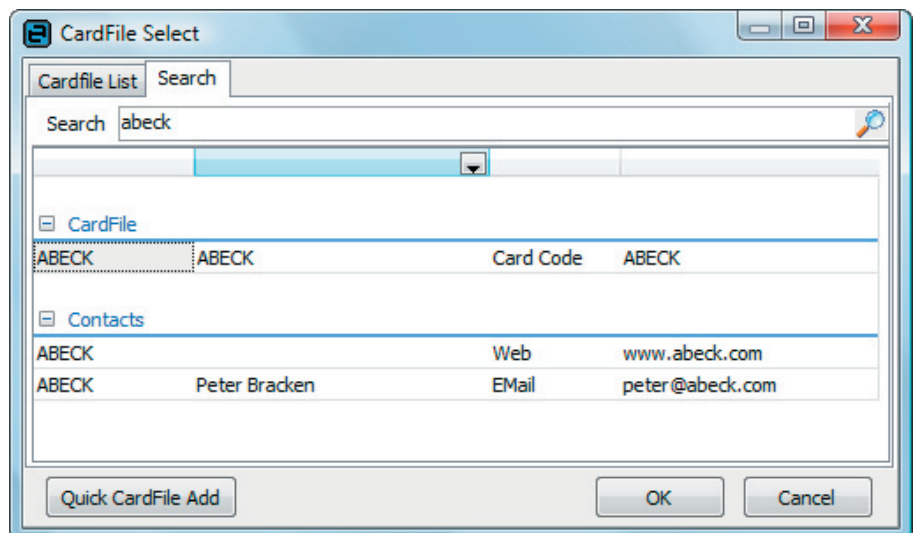 CardFile Select
Cardfile List Search
Search abeck
CardFile
ABECK ABECK Card Code ABECK
Contacts
ABECK Web www.abeck.com
ABECK Peter Bracken EMail peter@abeck.com
Quick CardFile Add OK Cancel